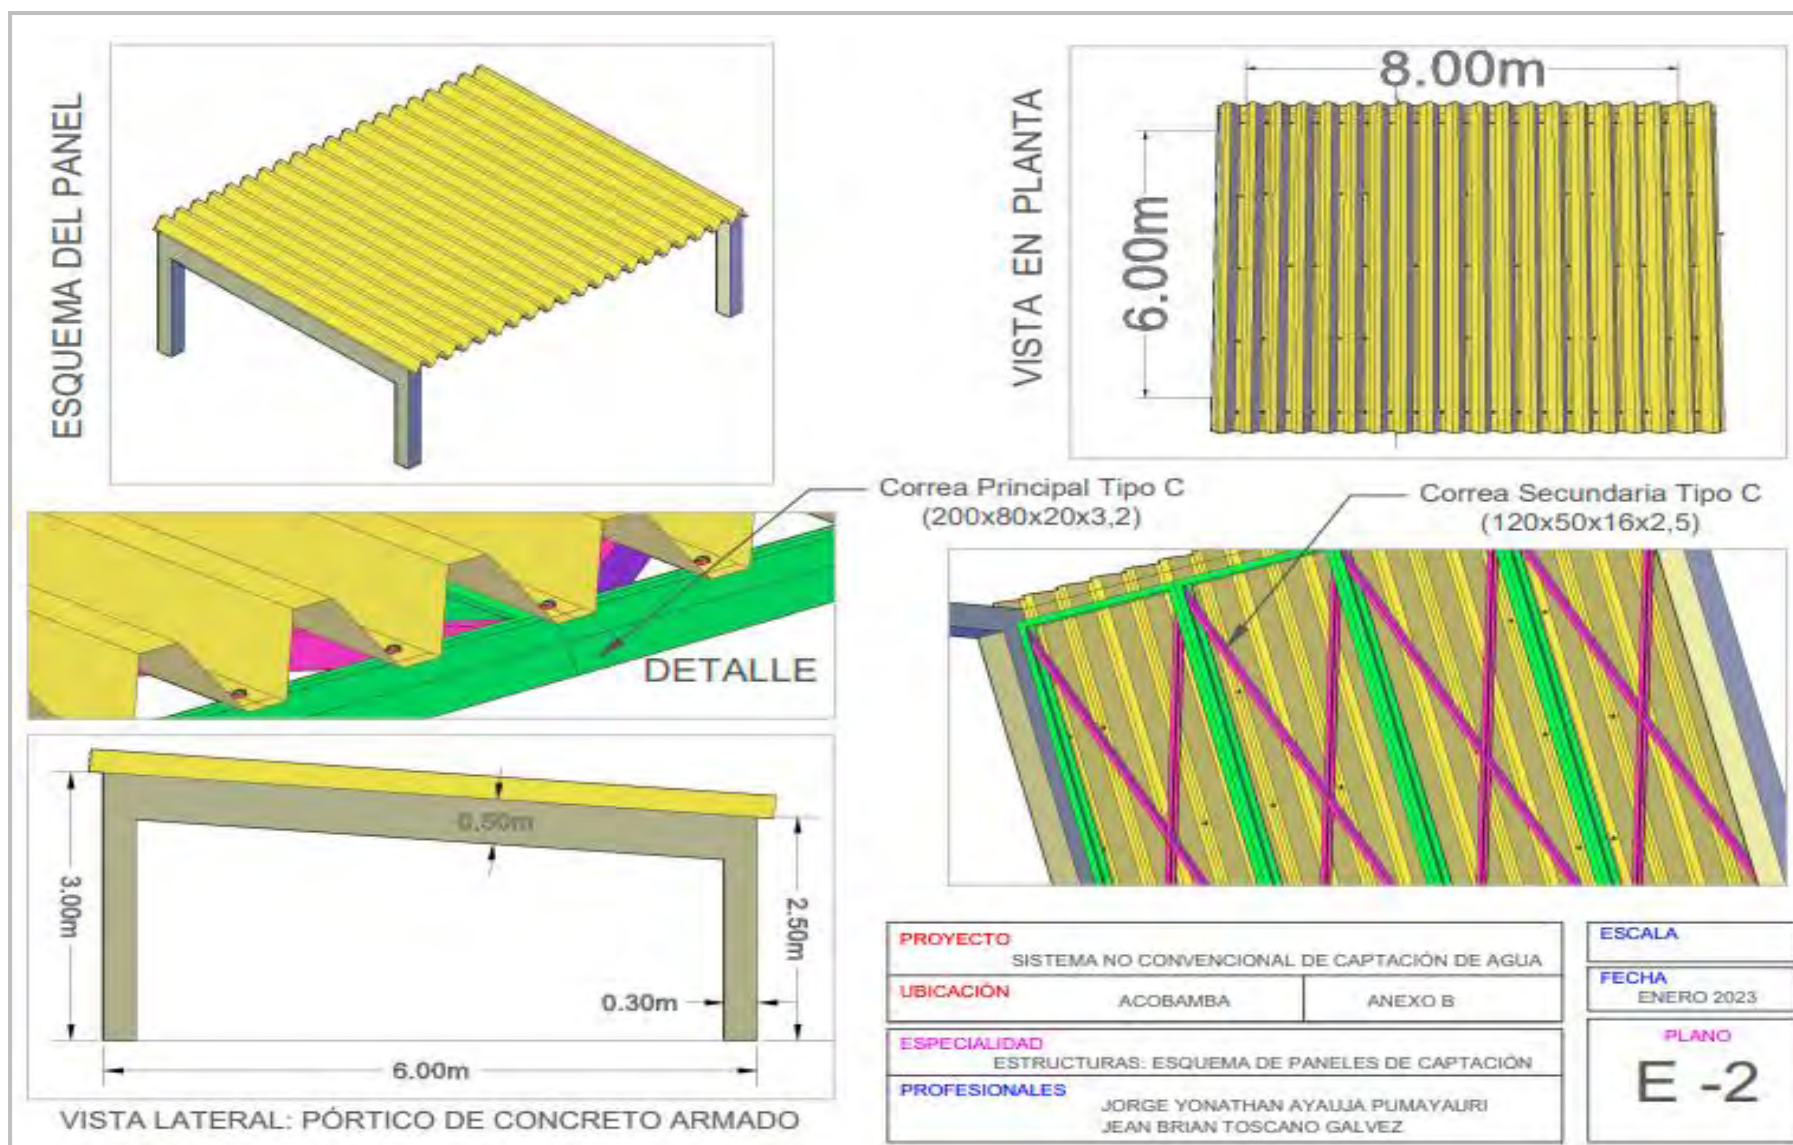 ESQUEMA DEL PANEL
VISTA EN PLANTA
8.00m
6.00m
Correa Principal Tipo C
(200x80x20x3,2)
Correa Secundaria Tipo C
(120x50x16x2,5)
DETALLE
0.50m
3.00m
2.50m
0.30m
6.00m
VISTA LATERAL: PÓRTICO DE CONCRETO ARMADO
PROYECTO
SISTEMA NO CONVENCIONAL DE CAPTACIÓN DE AGUA
UBICACIÓN
ACOBAMBA
ANEXO B
ESPECIALIDAD
ESTRUCTURAS: ESQUEMA DE PANELES DE CAPTACIÓN
PROFESIONALES
JORGE YONATHAN AYAUJA PUMAYAURI
JEAN BRIAN TOSCANO GALVEZ
ESCALA
FECHA
ENERO 2023
PLANO
E -2